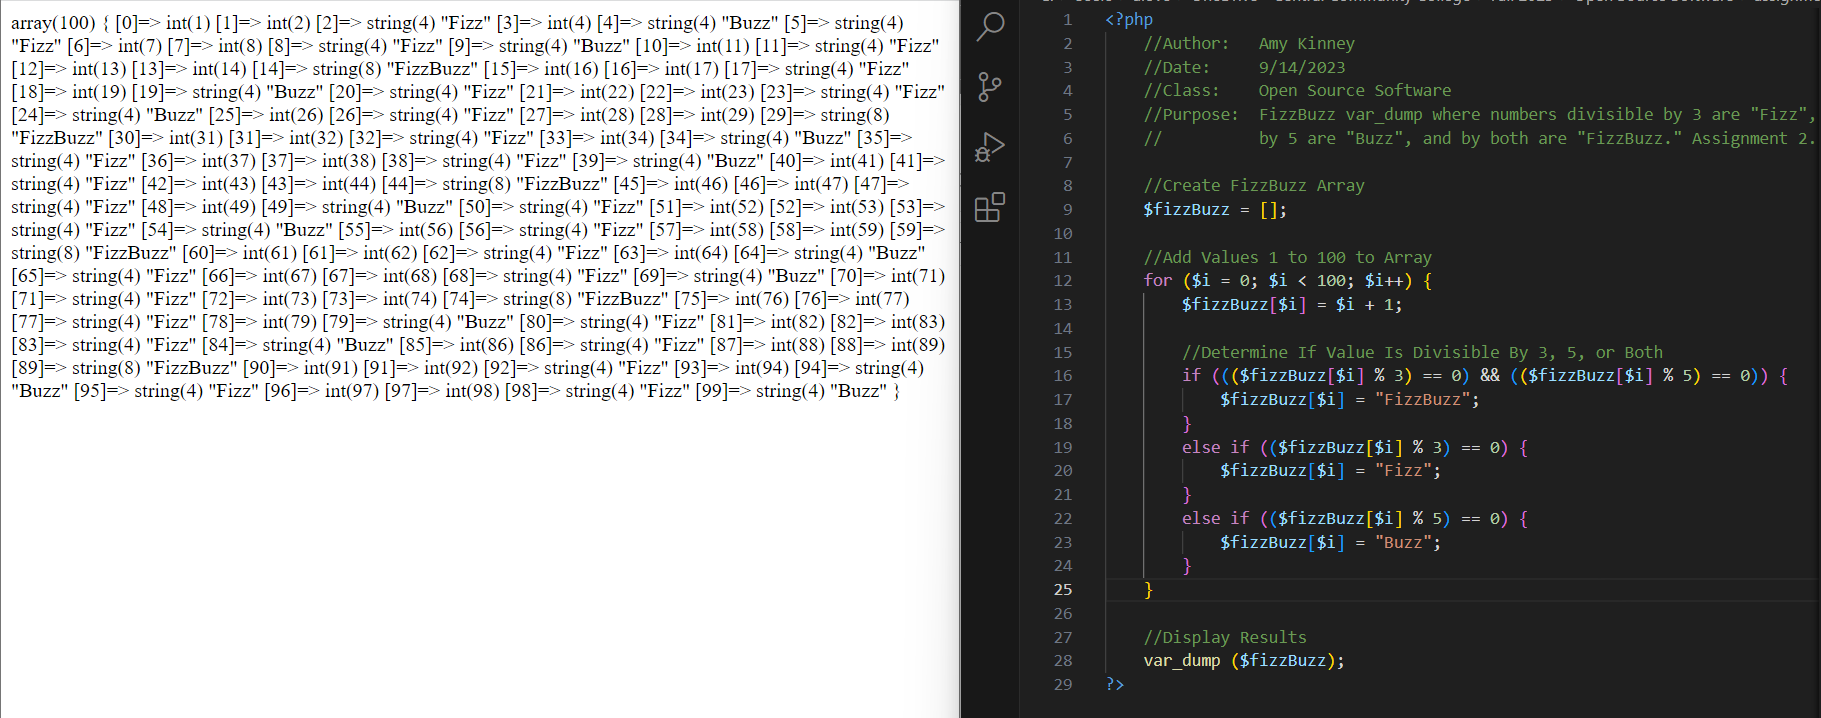 array(100) { [0]=> int(1) [1]=> int(2) [2]=> string(4) "Fizz" [3]=> int(4) [4]=> string(4) "Buzz" [5]=> string(4)
"Fizz" [6]=> int(7) [7]=> int(8) [8]=> string(4) "Fizz" [9]=> string(4) "Buzz" [10]=> int(11) [11]=> string(4) "Fizz"
[12]=> int(13) [13]=> int(14) [14]=> string(8) "FizzBuzz" [15]=> int(16) [16]=> int(17) [17]=> string(4) "Fizz"
[18]=> int(19) [19]=> string(4) "Buzz" [20]=> string(4) "Fizz" [21]=> int(22) [22]=> int(23) [23]=> string(4) "Fizz"
[24]=> string(4) "Buzz" [25]=> int(26) [26]=> string(4) "Fizz" [27]=> int(28) [28]=> int(29) [29]=> string(8)
"FizzBuzz" [30]=> int(31) [31]=> int(32) [32]=> string(4) "Fizz" [33]=> int(34) [34]=> string(4) "Buzz" [35]=>
string(4) "Fizz" [36]=> int(37) [37]=> int(38) [38]=> string(4) "Fizz" [39]=> string(4) "Buzz" [40]=> int(41) [41]=>
string(4) "Fizz" [42]=> int(43) [43]=> int(44) [44]=> string(8) "FizzBuzz" [45]=> int(46) [46]=> int(47) [47]=>
string(4) "Fizz" [48]=> int(49) [49]=> string(4) "Buzz" [50]=> string(4) "Fizz" [51]=> int(52) [52]=> int(53) [53]=>
string(4) "Fizz" [54]=> string(4) "Buzz" [55]=> int(56) [56]=> string(4) "Fizz" [57]=> int(58) [58]=> int(59) [59]=>
string(8) "FizzBuzz" [60]=> int(61) [61]=> int(62) [62]=> string(4) "Fizz" [63]=> int(64) [64]=> string(4) "Buzz"
[65]=> string(4) "Fizz" [66]=> int(67) [67]=> int(68) [68]=> string(4) "Fizz" [69]=> string(4) "Buzz" [70]=> int(71)
[71]=> string(4) "Fizz" [72]=> int(73) [73]=> int(74) [74]=> string(8) "FizzBuzz" [75]=> int(76) [76]=> int(77)
[77]=> string(4) "Fizz" [78]=> int(79) [79]=> string(4) "Buzz" [80]=> string(4) "Fizz" [81]=> int(82) [82]=> int(83)
[83]=> string(4) "Fizz" [84]=> string(4) "Buzz" [85]=> int(86) [86]=> string(4) "Fizz" [87]=> int(88) [88]=> int(89)
[89]=> string(8) "FizzBuzz" [90]=> int(91) [91]=> int(92) [92]=> string(4) "Fizz" [93]=> int(94) [94]=> string(4)
"Buzz" [95]=> string(4) "Fizz" [96]=> int(97) [97]=> int(98) [98]=> string(4) "Fizz" [99]=> string(4) "Buzz" }
1 <?php
2 //Author: Amy Kinney
3 //Date: 9/14/2023
4 //Class: Open Source Software
5 //Purpose: FizzBuzz var_dump where numbers divisible by 3 are "Fizz",
6 // by 5 are "Buzz", and by both are "FizzBuzz." Assignment 2.
7
8 //Create FizzBuzz Array
9 $fizzBuzz = [];
10
11 //Add Values 1 to 100 to Array
12 for ($i = 0; $i < 100; $i++) {
13 $fizzBuzz[$i] = $i + 1;
14
15 //Determine If Value Is Divisible By 3, 5, or Both
16 if ((($fizzBuzz[$i] % 3) == 0) && (($fizzBuzz[$i] % 5) == 0)) {
17 $fizzBuzz[$i] = "FizzBuzz";
18 }
19 else if (($fizzBuzz[$i] % 3) == 0) {
20 $fizzBuzz[$i] = "Fizz";
21 }
22 else if (($fizzBuzz[$i] % 5) == 0) {
23 $fizzBuzz[$i] = "Buzz";
24 }
25 }
26
27 //Display Results
28 var_dump ($fizzBuzz);
29 ?>